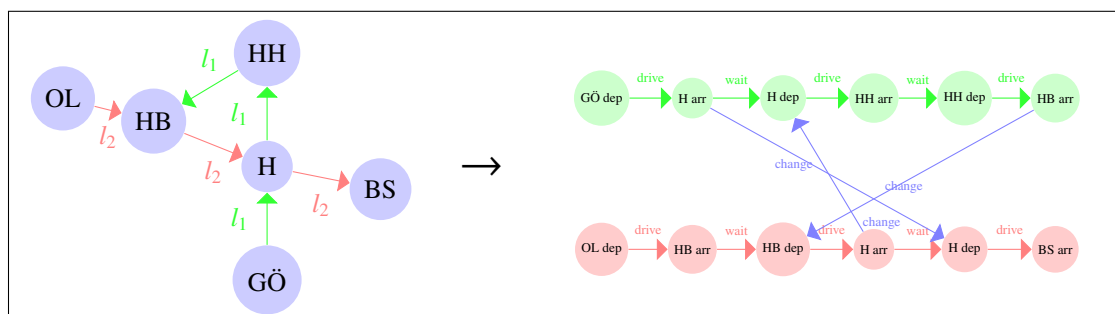 HH
l₁
OL
HB
l₁
l₂
l₂
H
l₂
BS
l₁
GÖ
→
drive wait drive wait drive
GÖ dep H arr H dep HH arr HH dep HB arr
change
change
change
drive wait drive wait drive
OL dep HB arr HB dep H arr H dep BS arr